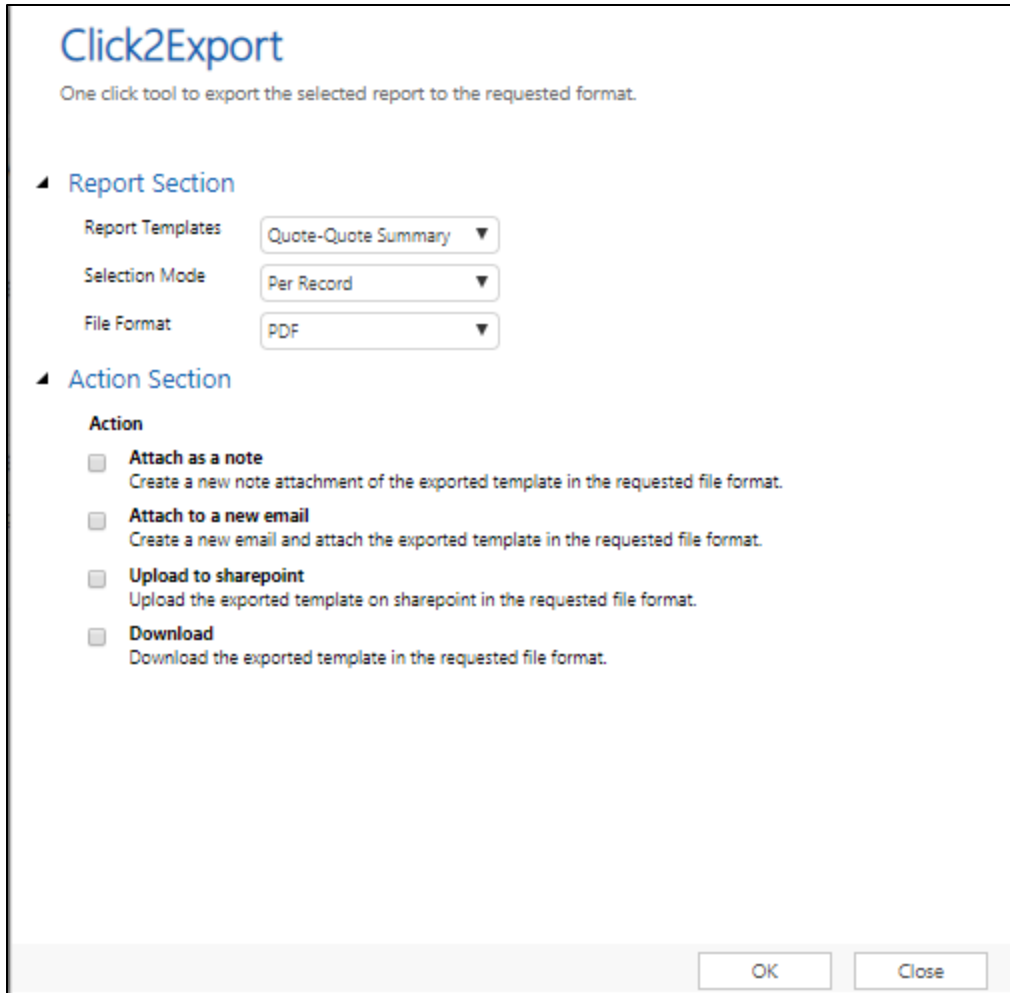 Click2Export
One click tool to export the selected report to the requested format.
Report Section
Report Templates Quote-Quote Summary
Selection Mode Per Record
File Format PDF
Action Section
Action
Attach as a note
Create a new note attachment of the exported template in the requested file format.
Attach to a new email
Create a new email and attach the exported template in the requested file format.
Upload to sharepoint
Upload the exported template on sharepoint in the requested file format.
Download
Download the exported template in the requested file format.
OK Close